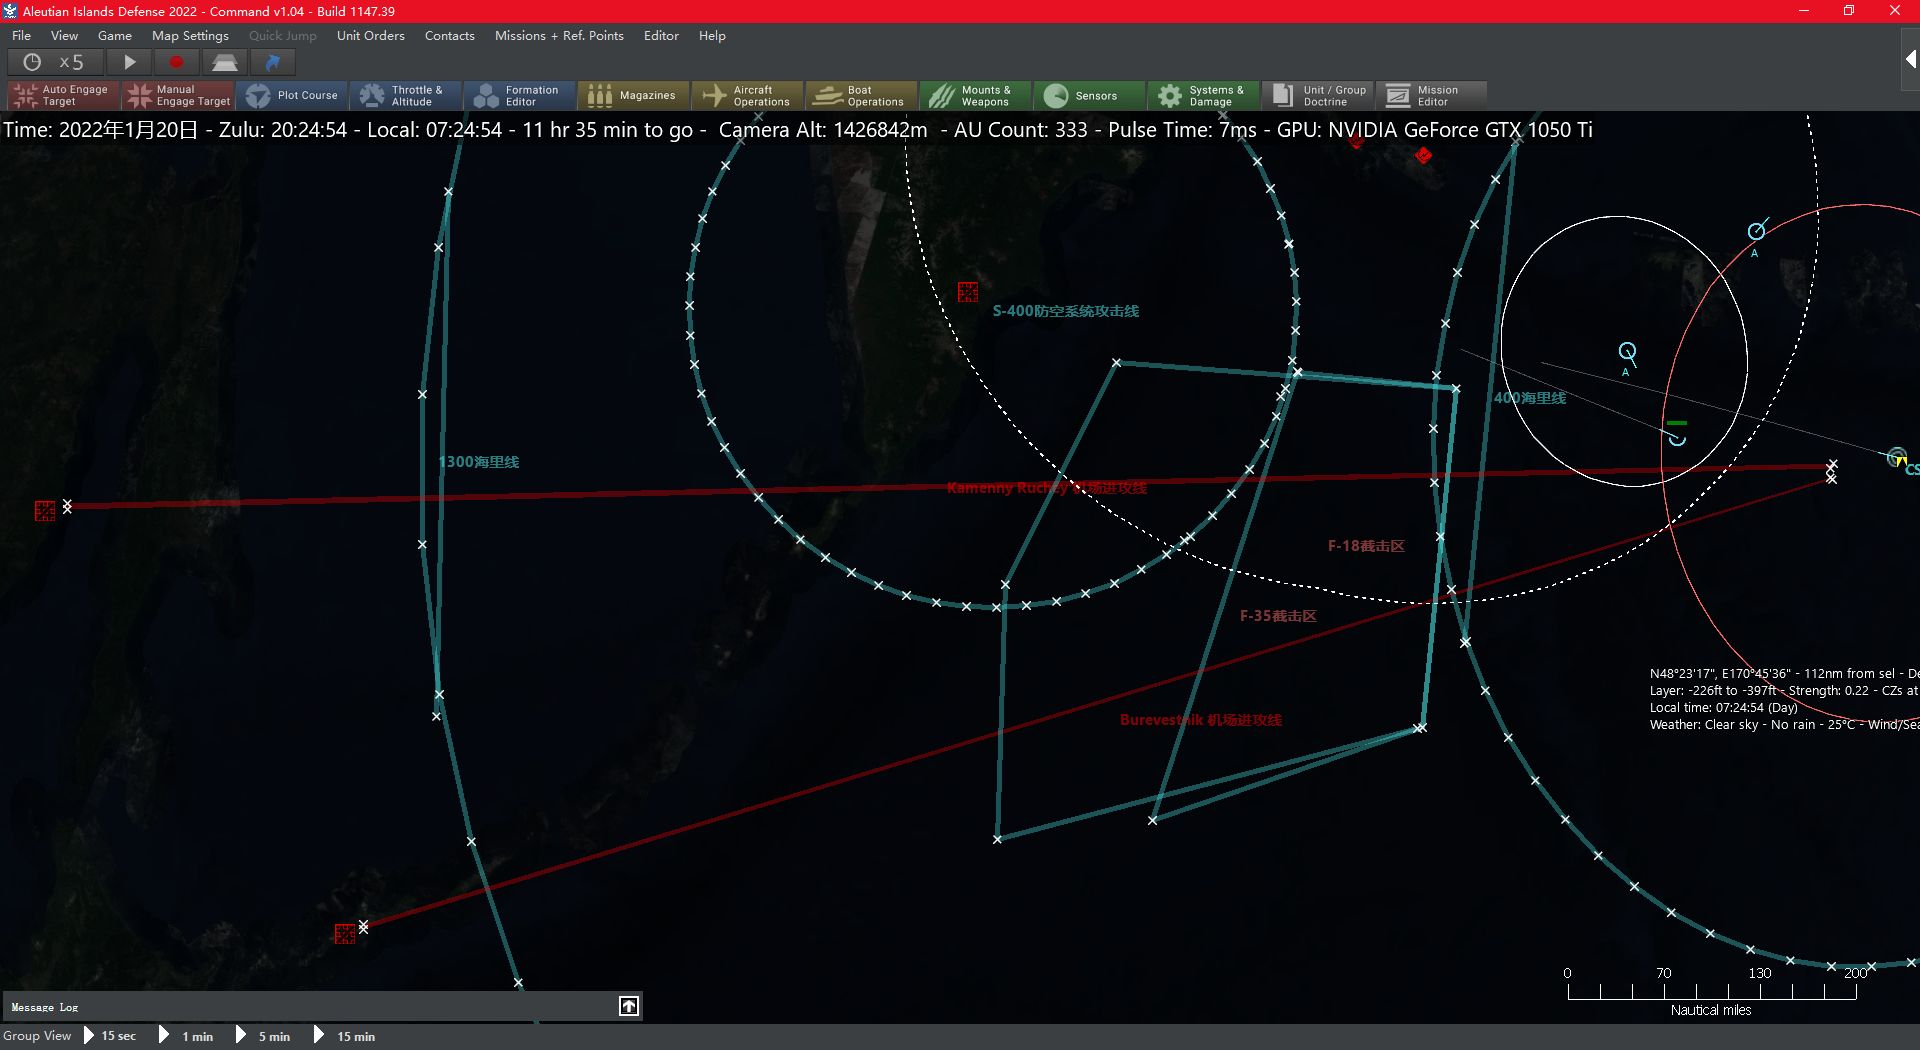 Aleutian Islands Defense 2022 - Command v1.04 - Build 1147.39
File View Game Map Settings Quick Jump Unit Orders Contacts Missions + Ref. Points Editor Help
x5
Auto Engage Target
Manual Engage Target
Plot Course
Throttle & Altitude
Formation Editor
Magazines
Aircraft Operations
Boat Operations
Mounts & Weapons
Sensors
Systems & Damage
Unit / Group Doctrine
Mission Editor
Time: 2022年1月20日 - Zulu: 20:24:54 - Local: 07:24:54 - 11 hr 35 min to go - Camera Alt: 1426842m - AU Count: 333 - Pulse Time: 7ms - GPU: NVIDIA GeForce GTX 1050 Ti
A
S-400防空系统攻击线
A
400海里线
1300海里线
CS
Kamenny Ruchey 机场进攻线
F-18截击区
F-35截击区
N48°23'17", E170°45'36" - 112nm from sel - De
Layer: -226ft to -397ft - Strength: 0.22 - CZs at
Local time: 07:24:54 (Day)
Weather: Clear sky - No rain - 25°C - Wind/Sea
Burevestnik 机场进攻线
0 70 130 200
Nautical miles
Message Log
Group View 15 sec 1 min 5 min 15 min